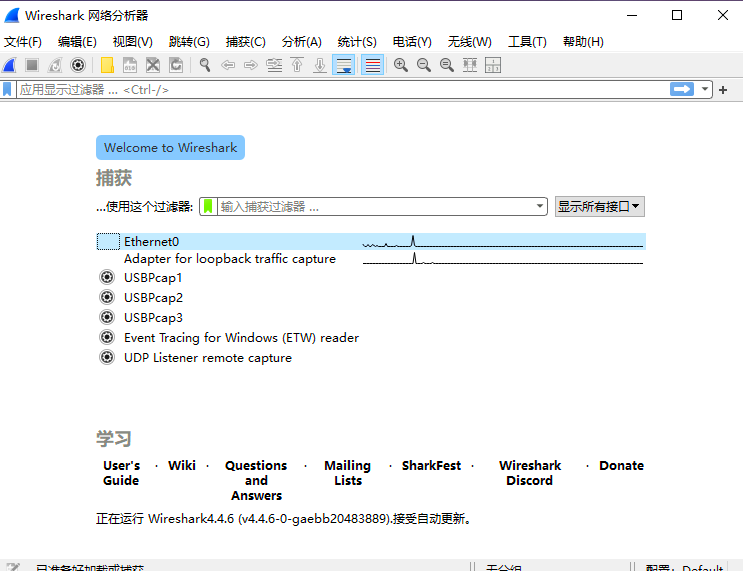 Wireshark 网络分析器
文件(F) 编辑(E) 视图(V) 跳转(G) 捕获(C) 分析(A) 统计(S) 电话(Y) 无线(W) 工具(T) 帮助(H)
应用显示过滤器 … <Ctrl-/>
Welcome to Wireshark
捕获
…使用这个过滤器: 输入捕获过滤器 … 显示所有接口
Ethernet0
Adapter for loopback traffic capture
USBPcap1
USBPcap2
USBPcap3
Event Tracing for Windows (ETW) reader
UDP Listener remote capture
学习
User's Guide · Wiki · Questions and Answers · Mailing Lists · SharkFest · Wireshark Discord · Donate
正在运行 Wireshark4.4.6 (v4.4.6-0-gaebb20483889).接受自动更新。
已准备好加载或捕获 无分组 配置: Default